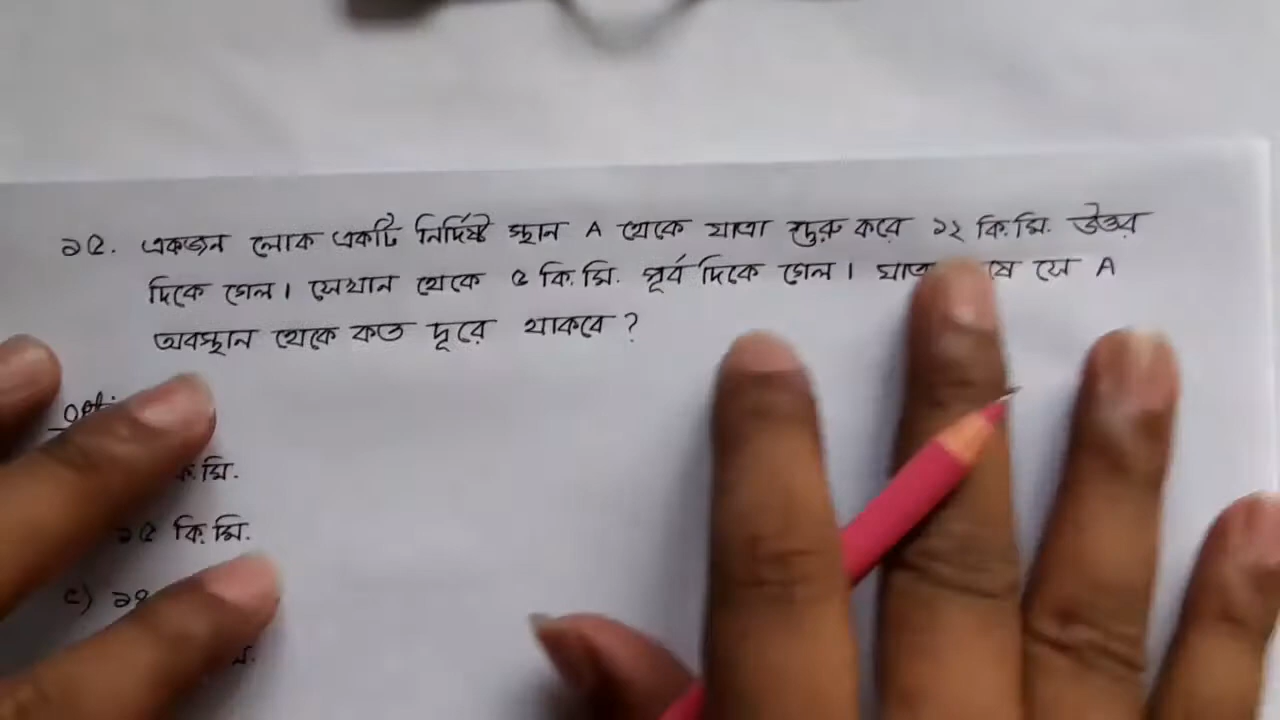 ১৫. একজন লোক একটি নির্দিষ্ট স্থান A থেকে যাত্রা শুরু করে ১২ কি.মি. উত্তর
দিকে গেল। সেখান থেকে ৫ কি.মি. পূর্ব দিকে গেল। সে A
অবস্থান থেকে কত দূরে থাকবে?
কি.মি.
১৫ কি.মি.
c)